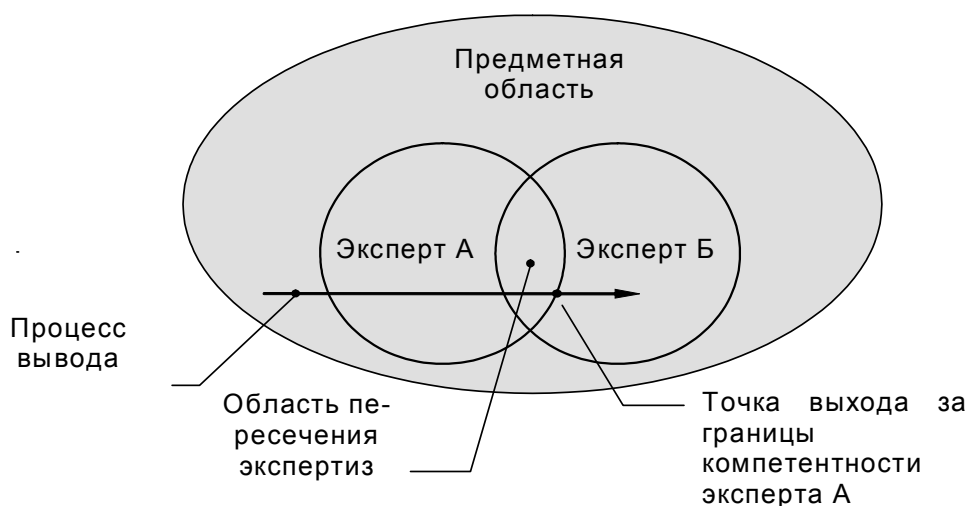 Предметная
область
Эксперт А
Эксперт Б
Процесс
вывода
Область пе-
ресечения
экспертиз
Точка выхода за
границы
компетентности
эксперта А